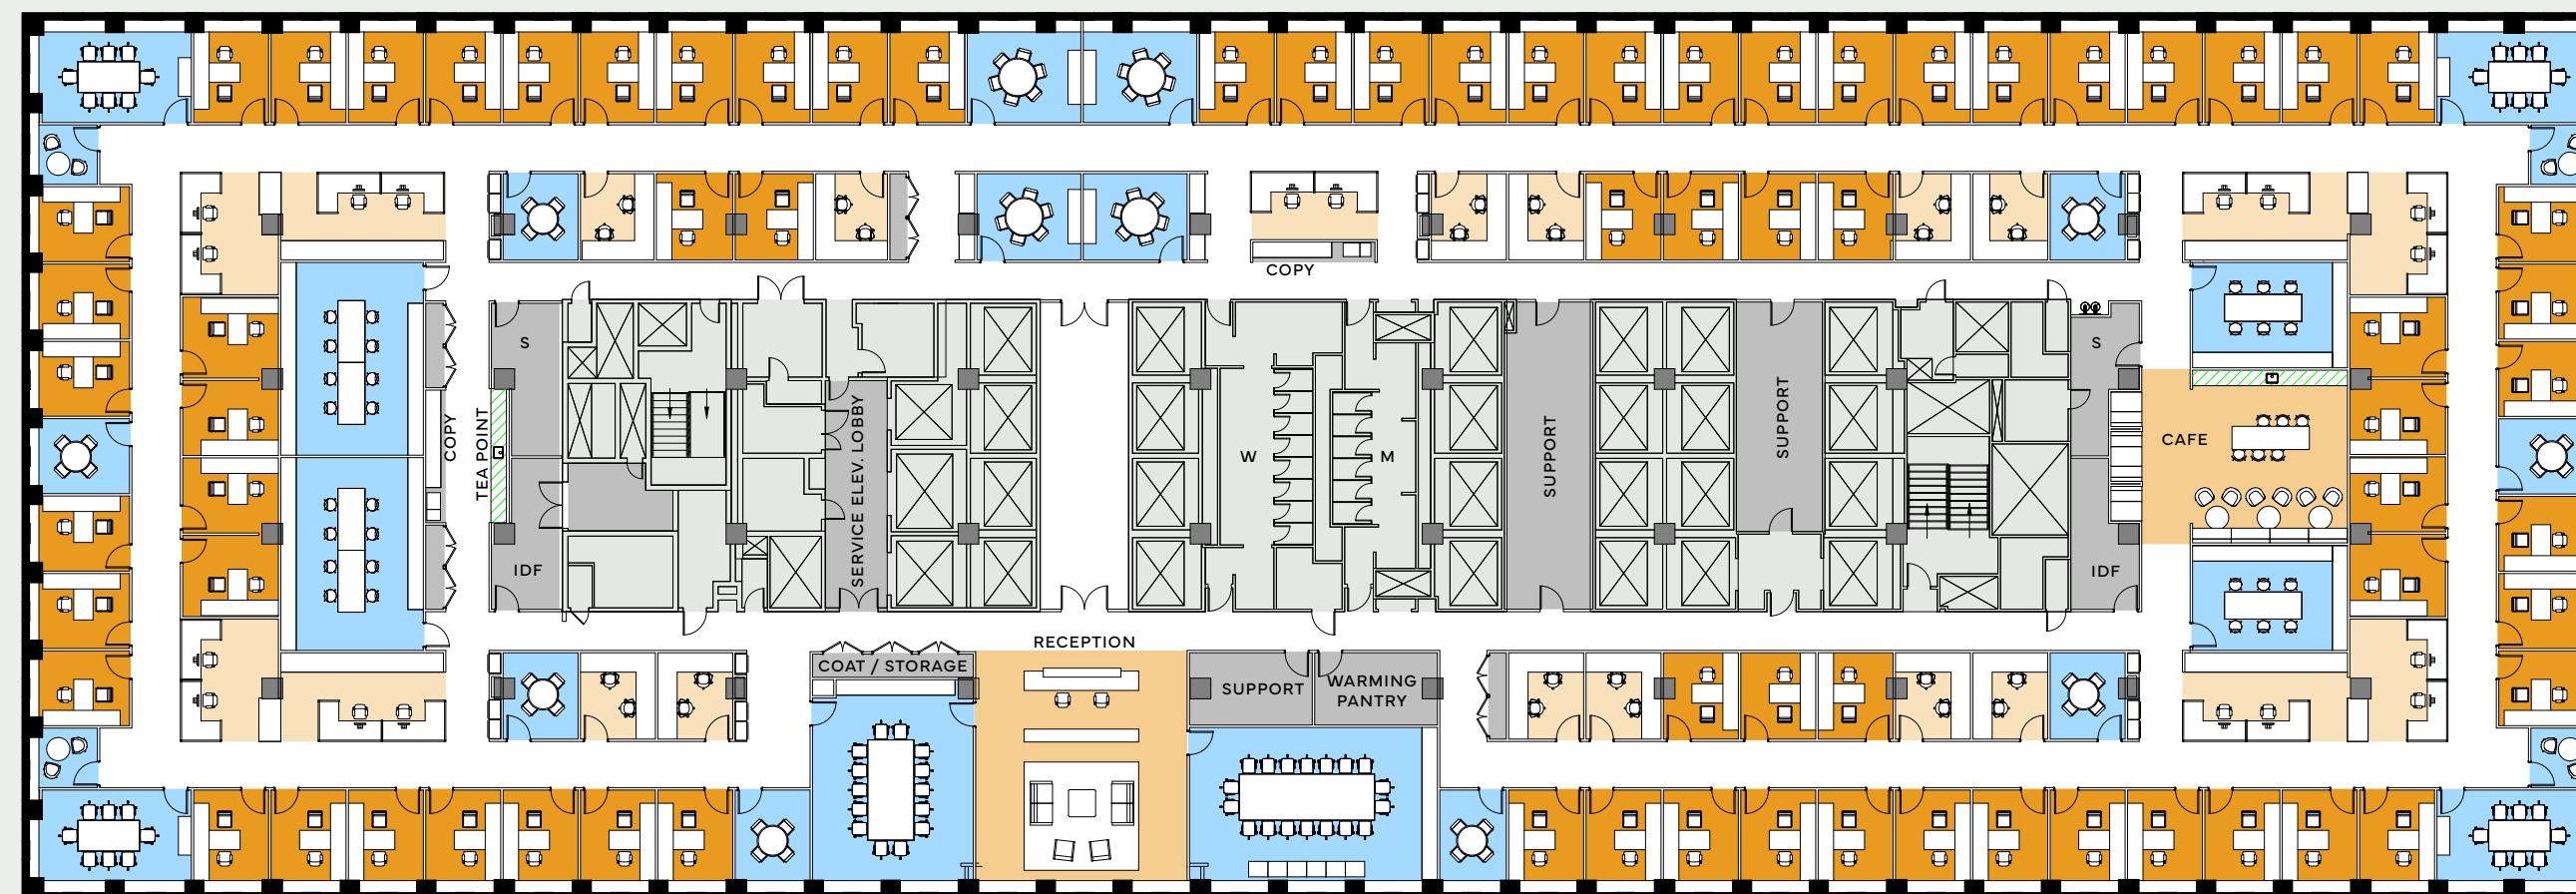 COPY
S
S
COPY
TEA POINT
SERVICE ELEV. LOBBY
W
M
SUPPORT
SUPPORT
CAFE
IDF
IDF
RECEPTION
COAT / STORAGE
SUPPORT
WARMING
PANTRY